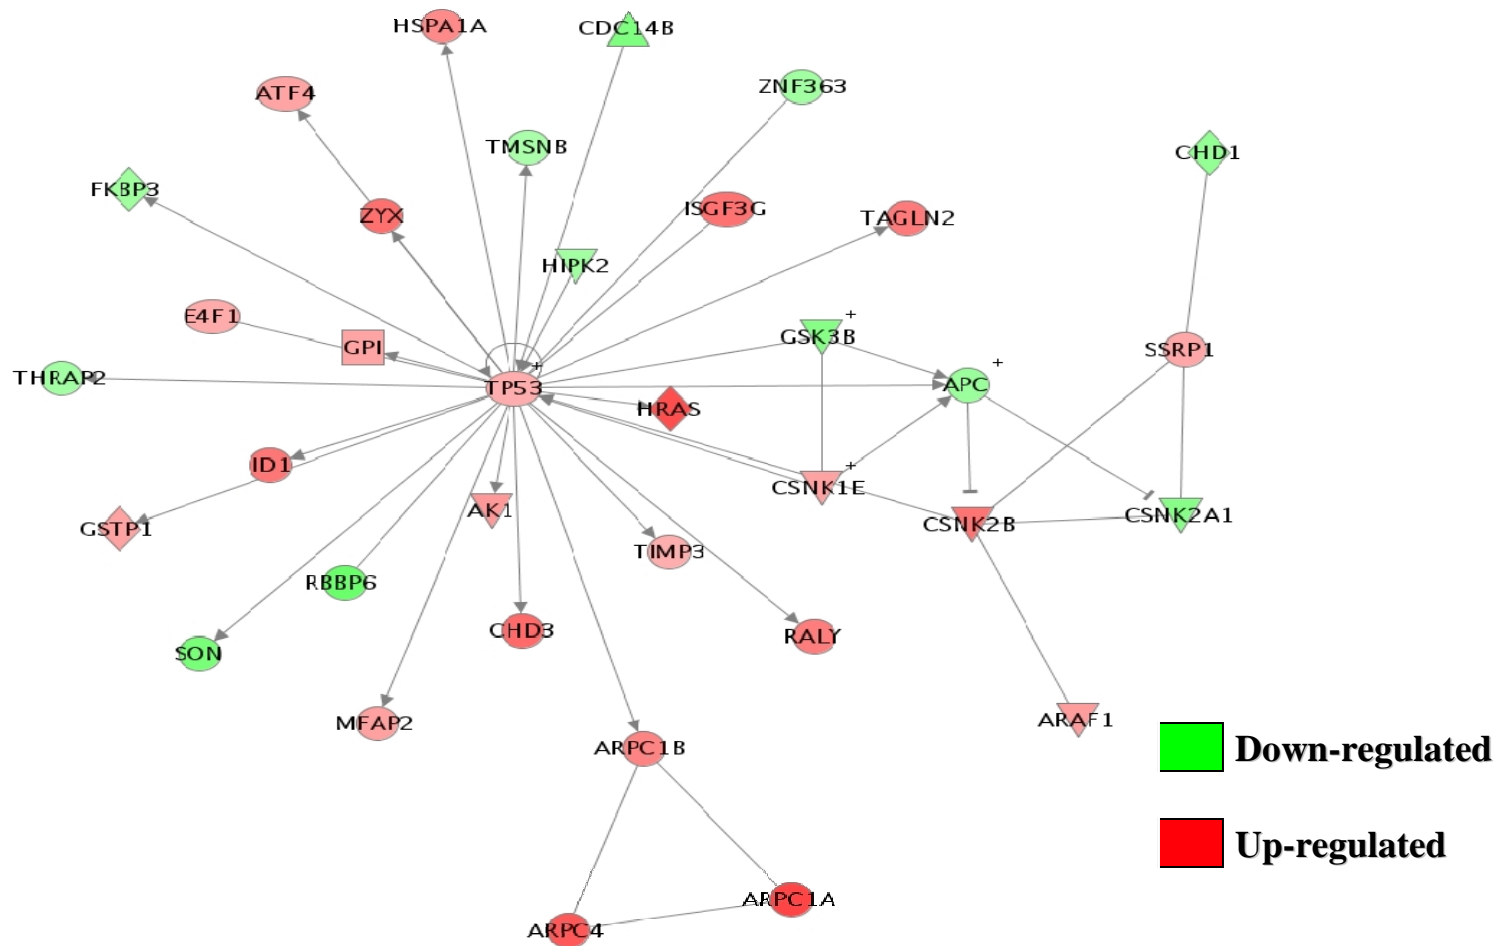 HSPA1A
CDC14B
ZNF363
ATF4
TMSNB
CHD1
FKBP3
ZYX
ISGF3G
TAGLN2
HIPK2
E4F1
GPI
+
GSK3B
SSRP1
THRAP2
+
TP53
+
APC
HRAS
ID1
+
CSNK1E
GSTP1
AK1
CSNK2B
CSNK2A1
TIMP3
RBBP6
CHD3
RALY
SON
MFAP2
ARAF1
ARPC1B
Down-regulated
Up-regulated
ARPC1A
ARPC4